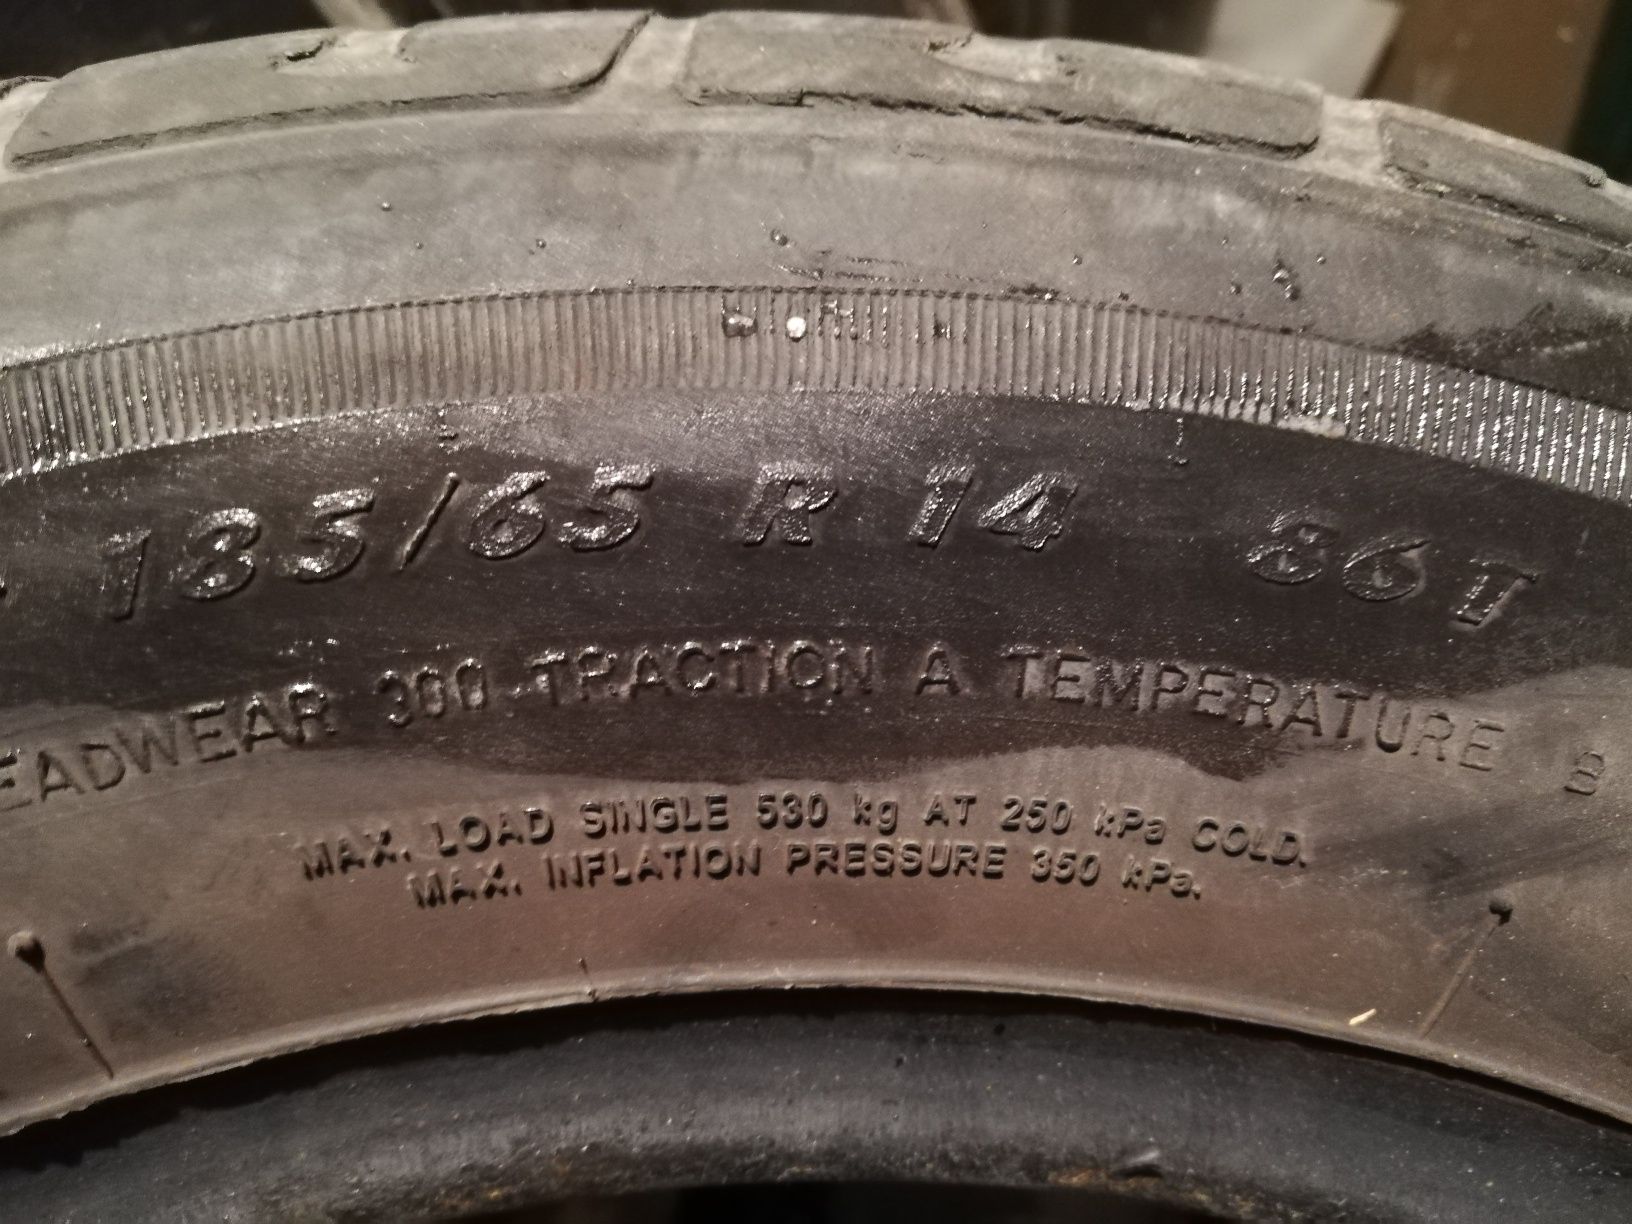 185/65 R 14 86T
EADWEAR 300 TRACTION A TEMPERATURE B
MAX. LOAD SINGLE 530 kg AT 250 kPa COLD.
MAX. INFLATION PRESSURE 350 kPa.